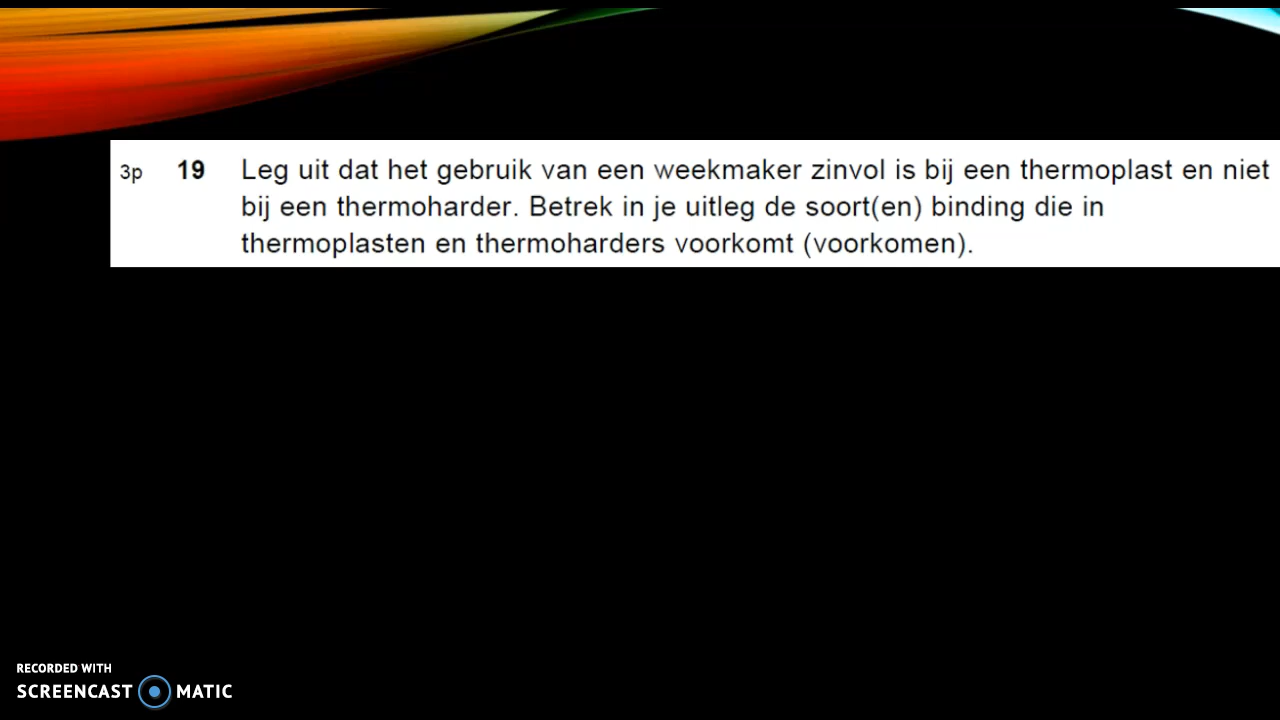 3p 19 Leg uit dat het gebruik van een weekmaker zinvol is bij een thermoplast en niet
bij een thermoharder. Betrek in je uitleg de soort(en) binding die in
thermoplasten en thermoharders voorkomt (voorkomen).
RECORDED WITH
SCREENCAST MATIC